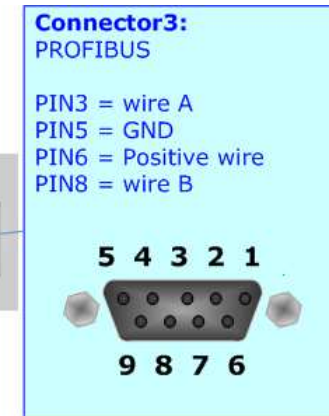 Connector3:
PROFIBUS
PIN3 = wire A
PIN5 = GND
PIN6 = Positive wire
PIN8 = wire B
5 4 3 2 1
9 8 7 6